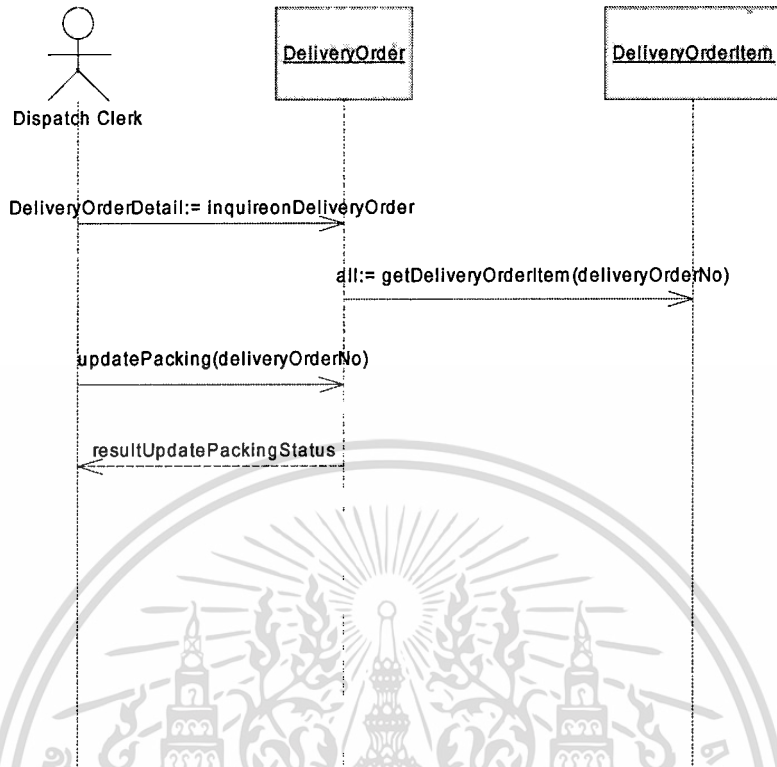 DeliveryOrder
DeliveryOrderItem
Dispatch Clerk
DeliveryOrderDetail:= inquireonDeliveryOrder
all:= getDeliveryOrderItem(deliveryOrderNo)
updatePacking(deliveryOrderNo)
resultUpdatePackingStatus